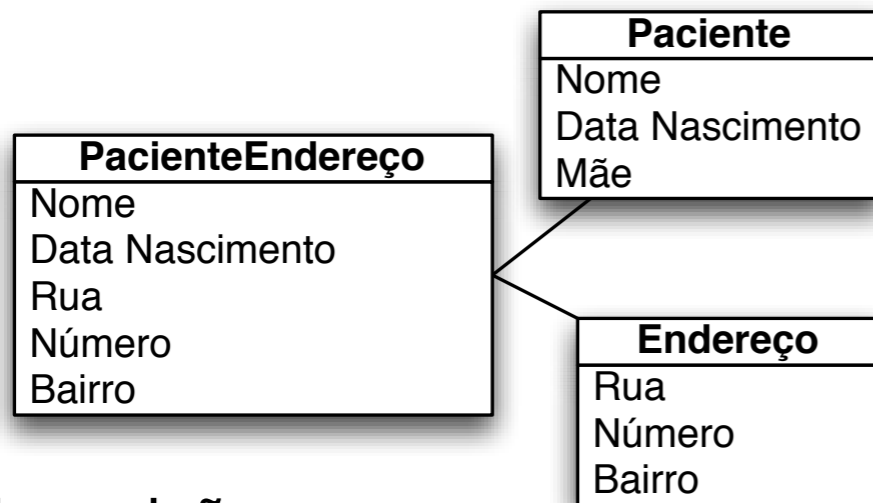 Paciente
Nome
Data Nascimento
Mãe
PacienteEndereço
Nome
Data Nascimento
Rua
Número
Bairro
Endereço
Rua
Número
Bairro